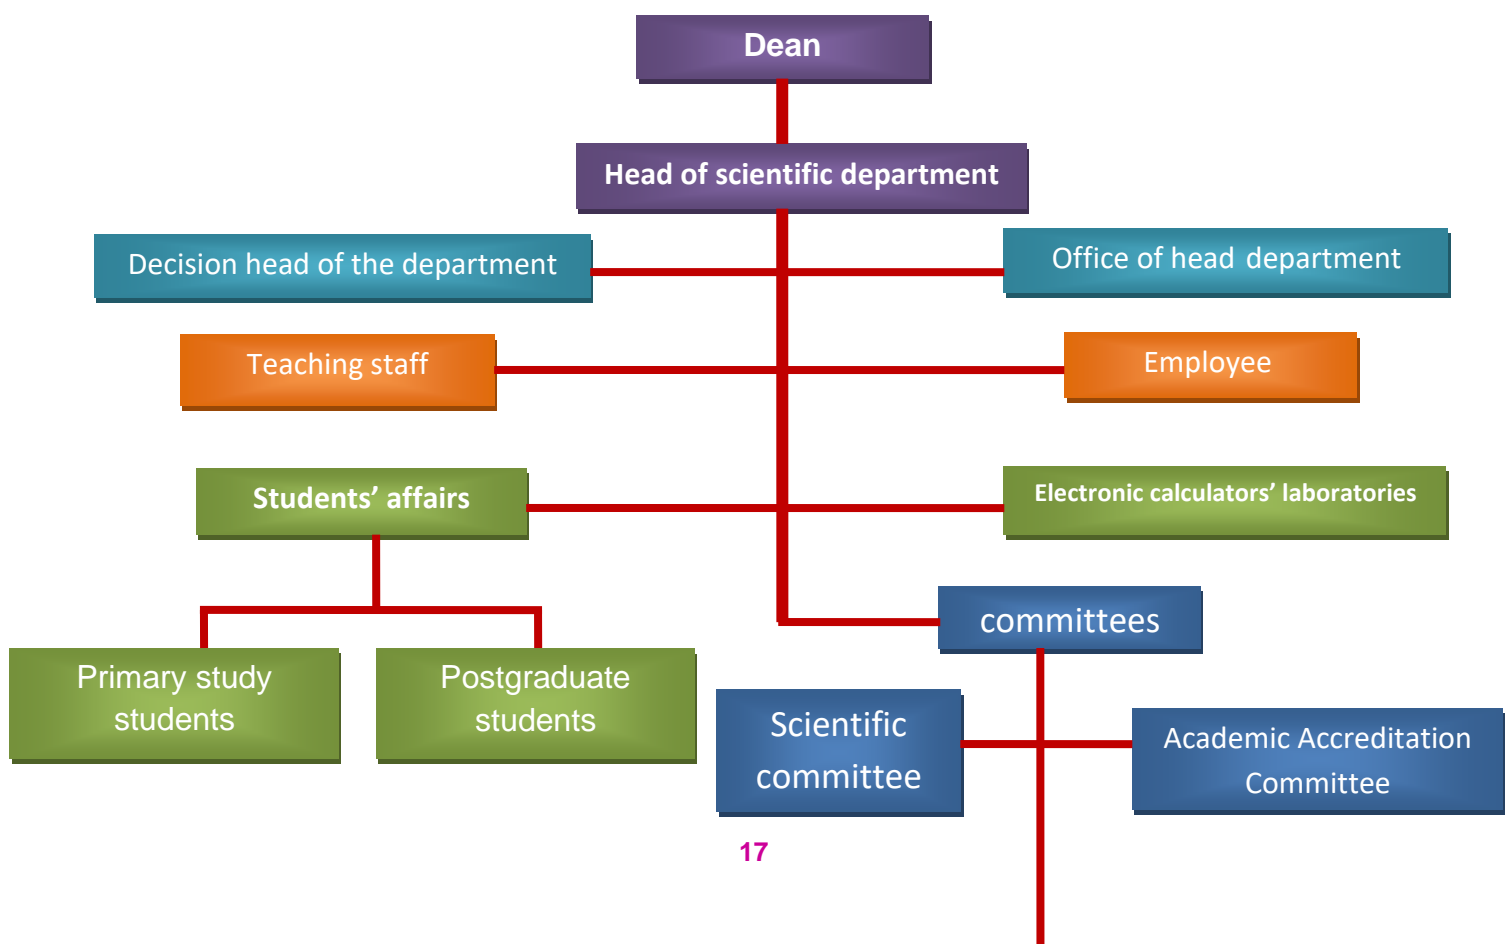 Dean
Head of scientific department
Decision head of the department
Office of head department
Teaching staff
Employee
Students’ affairs
Electronic calculators’ laboratories
committees
Primary study
students
Postgraduate
students
Scientific
committee
Academic Accreditation
Committee
17